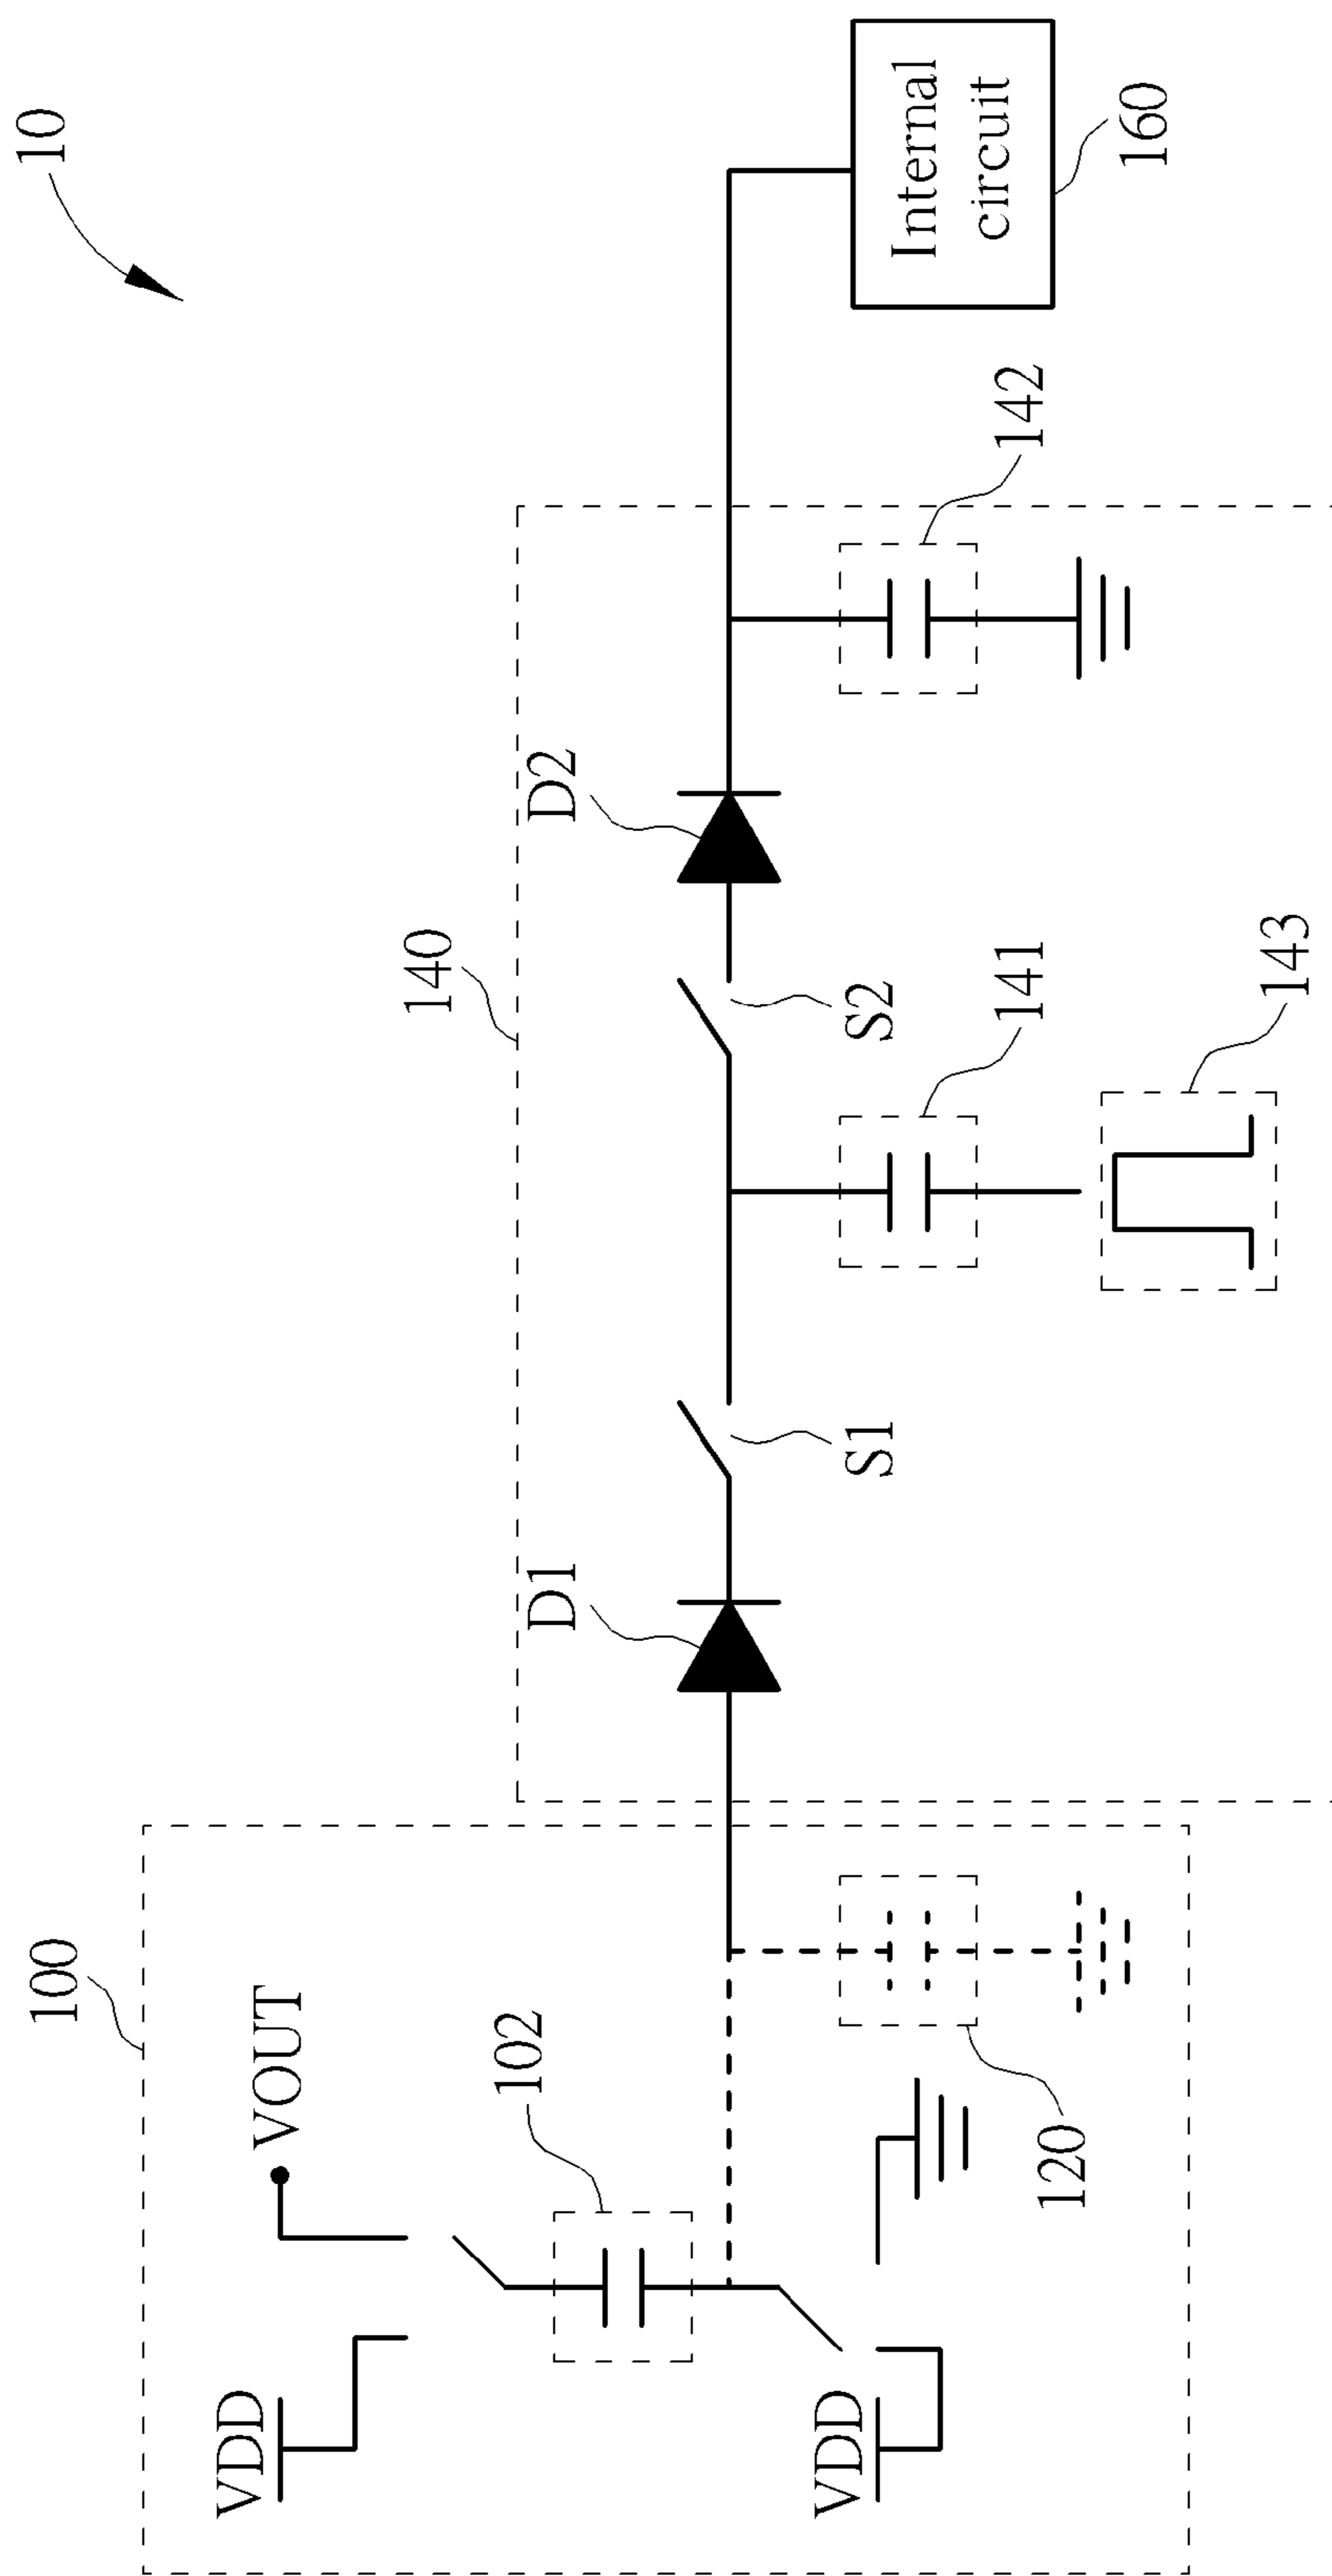 10
100
140
VOUT
VDD
102
D1
D2
S1
S2
VDD
120
141
142
143
Internal
circuit
160